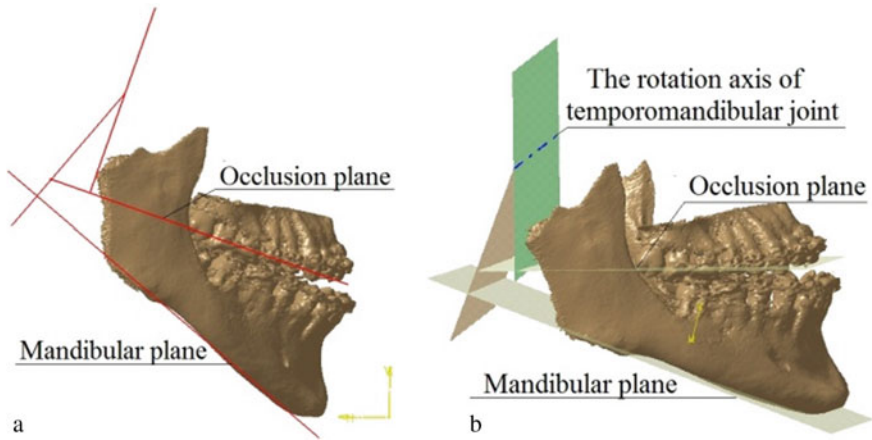 Occlusion plane
Mandibular plane
a
The rotation axis of
temporomandibular joint
Occlusion plane
Mandibular plane
b